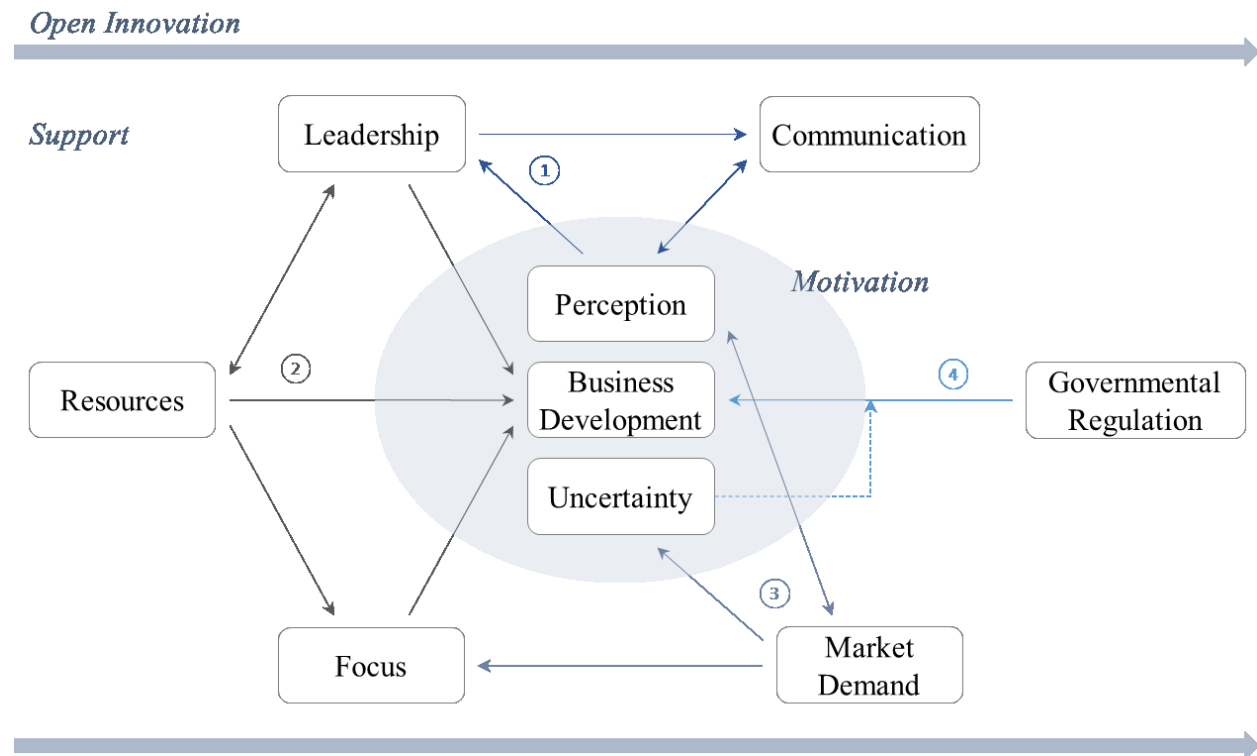 Open Innovation
Support
Leadership
Communication
1
Perception
Motivation
2
4
Resources
Business
Development
Governmental
Regulation
Uncertainty
3
Focus
Market
Demand